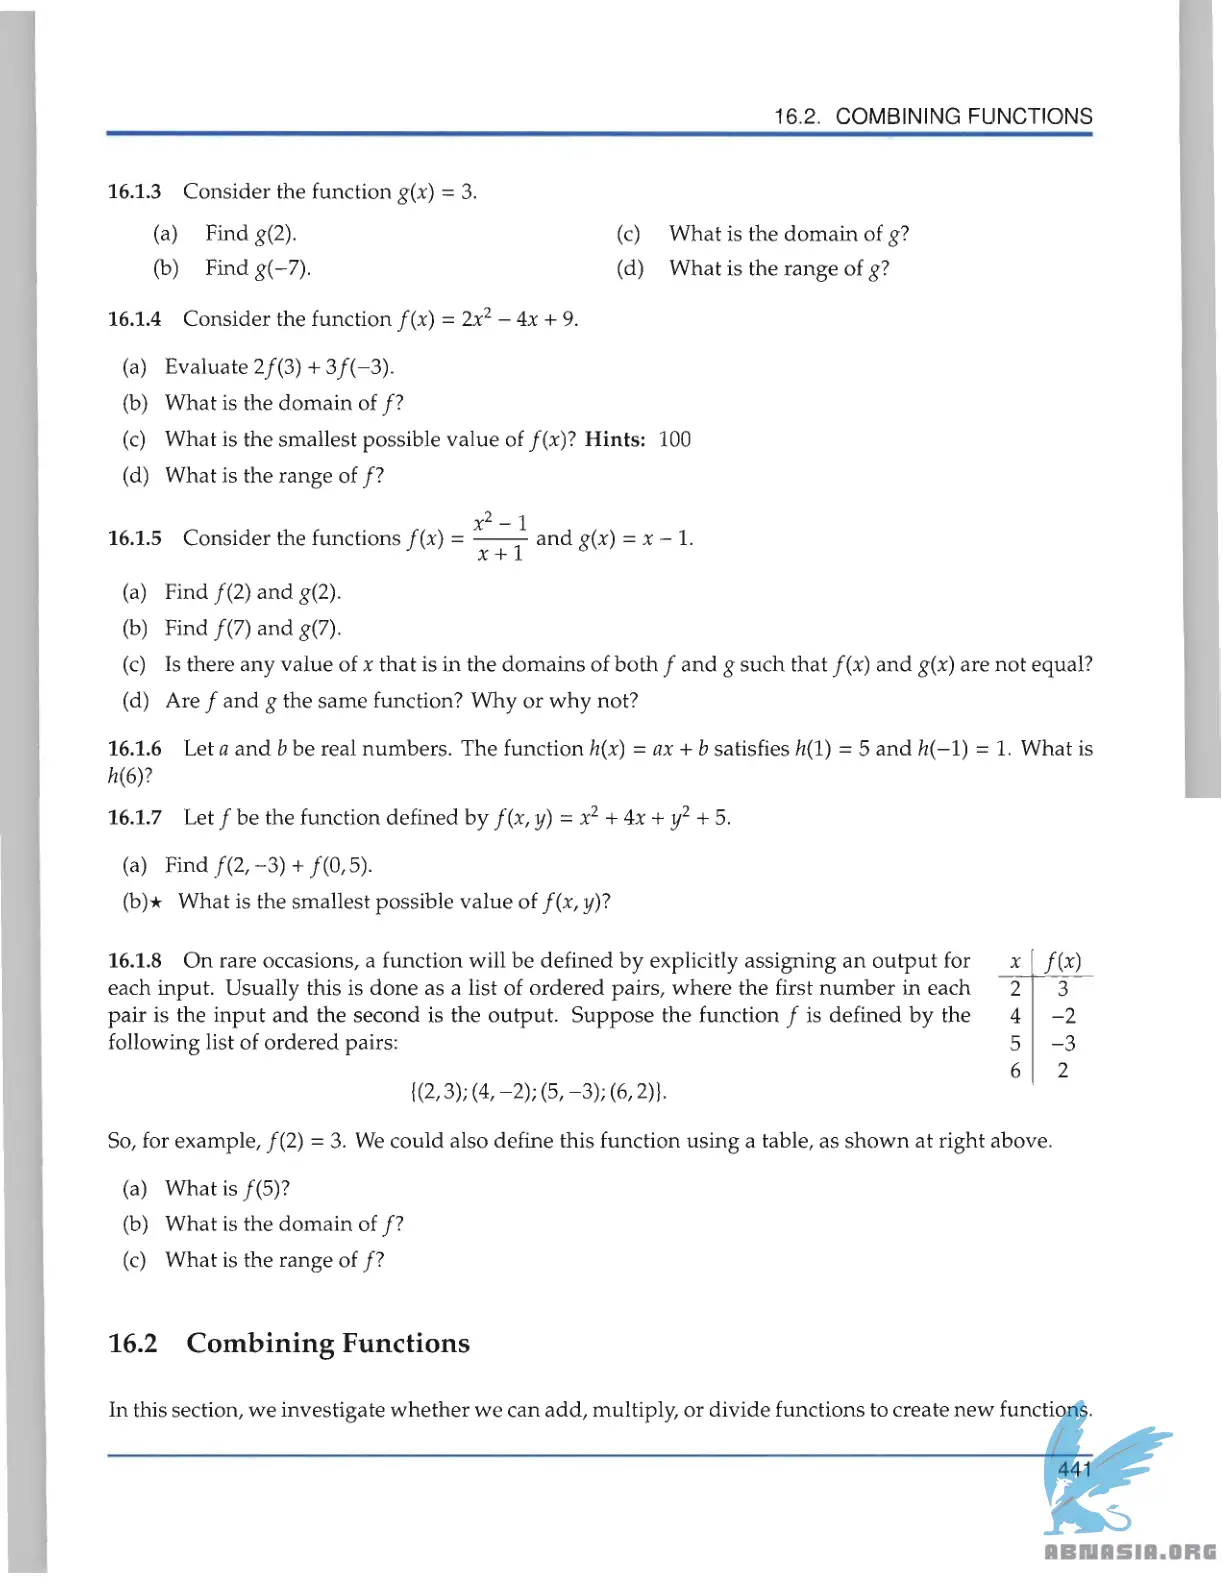 16.2. COMBINING FUNCTIONS
16.1.3 Consider the function g(x) = 3.
(a) Find g(2).
(b) Find g(−7).
(c) What is the domain of g?
(d) What is the range of g?
16.1.4 Consider the function f(x) = 2x² − 4x + 9.
(a) Evaluate 2f(3) + 3f(−3).
(b) What is the domain of f?
(c) What is the smallest possible value of f(x)? Hints: 100
(d) What is the range of f?
16.1.5 Consider the functions f(x) = (x² − 1)/(x + 1) and g(x) = x − 1.
(a) Find f(2) and g(2).
(b) Find f(7) and g(7).
(c) Is there any value of x that is in the domains of both f and g such that f(x) and g(x) are not equal?
(d) Are f and g the same function? Why or why not?
16.1.6 Let a and b be real numbers. The function h(x) = ax + b satisfies h(1) = 5 and h(−1) = 1. What is
h(6)?
16.1.7 Let f be the function defined by f(x, y) = x² + 4x + y² + 5.
(a) Find f(2, −3) + f(0, 5).
(b)★ What is the smallest possible value of f(x, y)?
16.1.8 On rare occasions, a function will be defined by explicitly assigning an output for
each input. Usually this is done as a list of ordered pairs, where the first number in each
pair is the input and the second is the output. Suppose the function f is defined by the
following list of ordered pairs:
{(2, 3); (4, −2); (5, −3); (6, 2)}.
x f(x)
2 3
4 −2
5 −3
6 2
So, for example, f(2) = 3. We could also define this function using a table, as shown at right above.
(a) What is f(5)?
(b) What is the domain of f?
(c) What is the range of f?
16.2 Combining Functions
In this section, we investigate whether we can add, multiply, or divide functions to create new functions.
441
ABNASIA.ORG